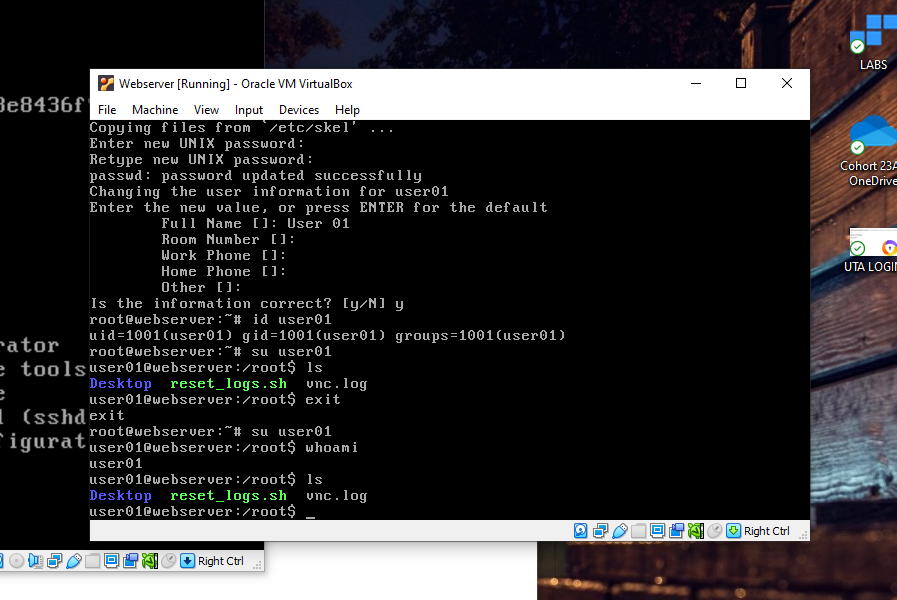 LABS
Cohort 23A
OneDrive
UTA LOGIN
Webserver [Running] - Oracle VM VirtualBox
File Machine View Input Devices Help
Copying files from `/etc/skel' ...
Enter new UNIX password:
Retype new UNIX password:
passwd: password updated successfully
Changing the user information for user01
Enter the new value, or press ENTER for the default
Full Name []: User 01
Room Number []:
Work Phone []:
Home Phone []:
Other []:
Is the information correct? [y/N] y
root@webserver:~# id user01
uid=1001(user01) gid=1001(user01) groups=1001(user01)
root@webserver:~# su user01
user01@webserver:/root$ ls
Desktop reset_logs.sh vnc.log
user01@webserver:/root$ exit
exit
root@webserver:~# su user01
user01@webserver:/root$ whoami
user01
user01@webserver:/root$ ls
Desktop reset_logs.sh vnc.log
user01@webserver:/root$ _
Right Ctrl
8e8436f
rator
e tools
e
l (sshd
figurat
Right Ctrl